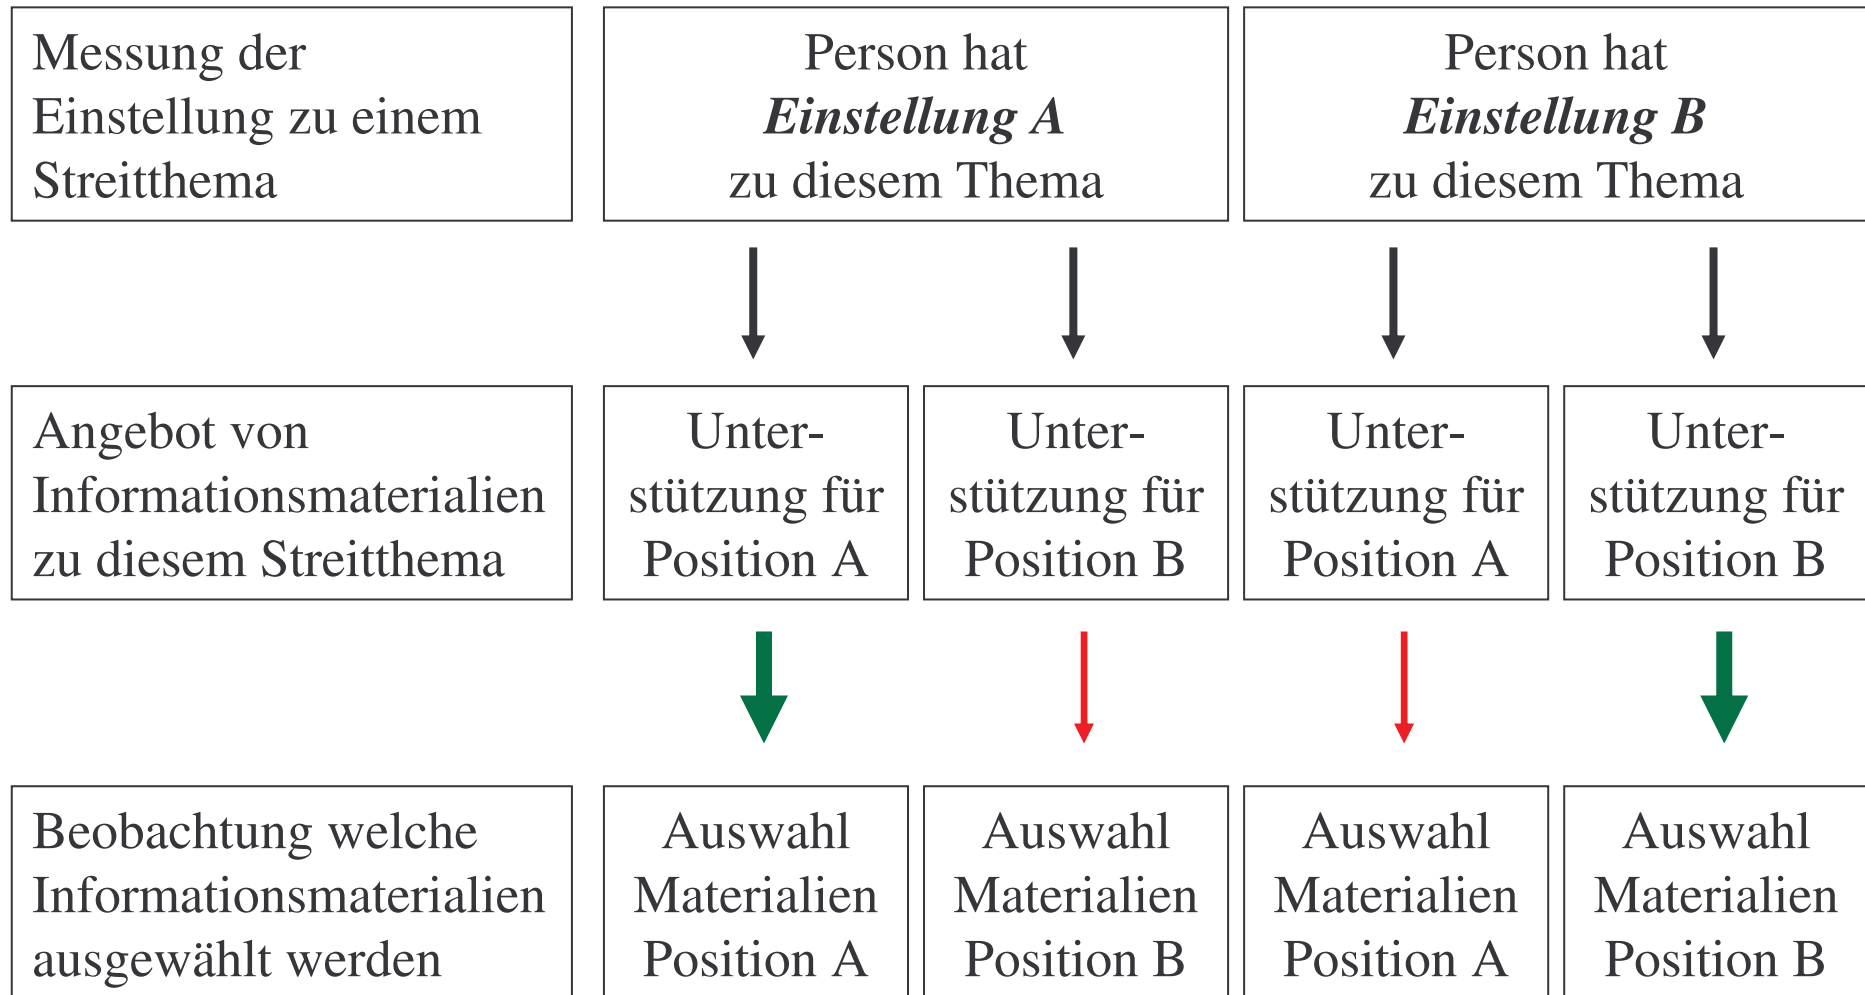 Messung der
Einstellung zu einem
Streitthema
Person hat
Einstellung A
zu diesem Thema
Person hat
Einstellung B
zu diesem Thema
Angebot von
Informationsmaterialien
zu diesem Streitthema
Unter-
stützung für
Position A
Unter-
stützung für
Position B
Unter-
stützung für
Position A
Unter-
stützung für
Position B
Beobachtung welche
Informationsmaterialien
ausgewählt werden
Auswahl
Materialien
Position A
Auswahl
Materialien
Position B
Auswahl
Materialien
Position A
Auswahl
Materialien
Position B